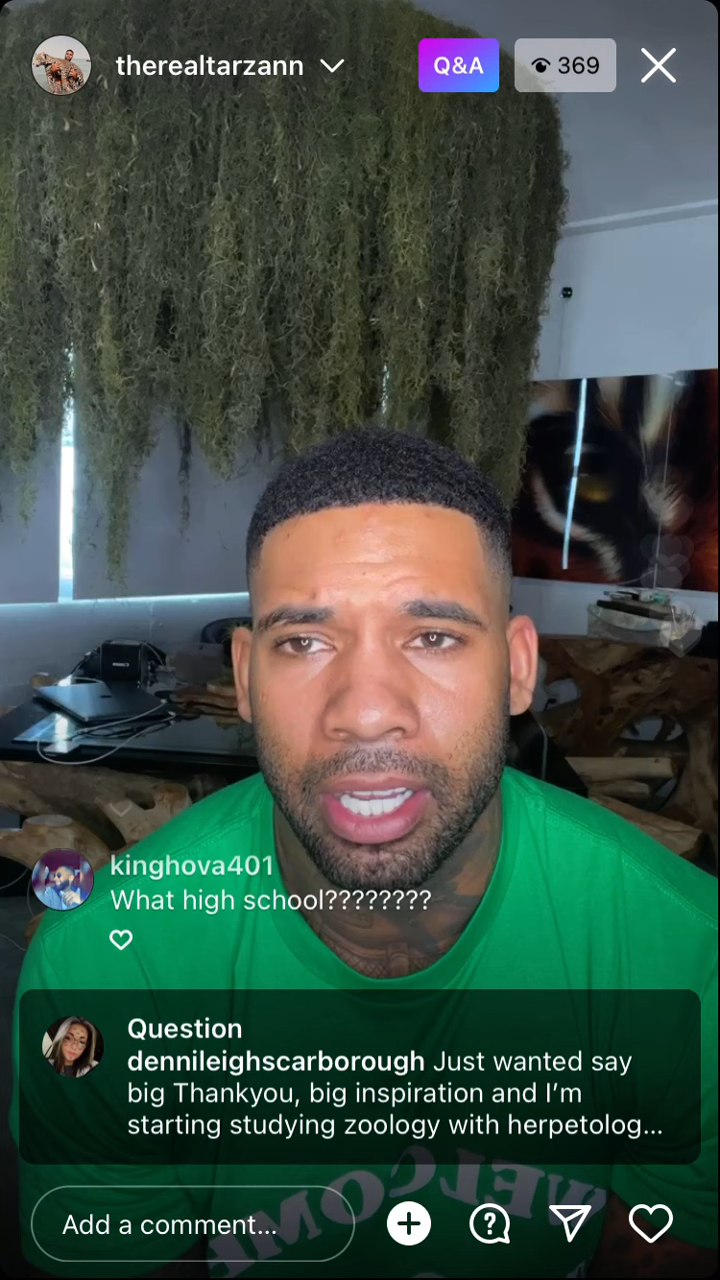 therealtarzann
Q&A
369
kinghova401
What high school????????
Question
dennileighscarborough Just wanted say
big Thankyou, big inspiration and I’m
starting studying zoology with herpetolog...
WELCOME
Add a comment...